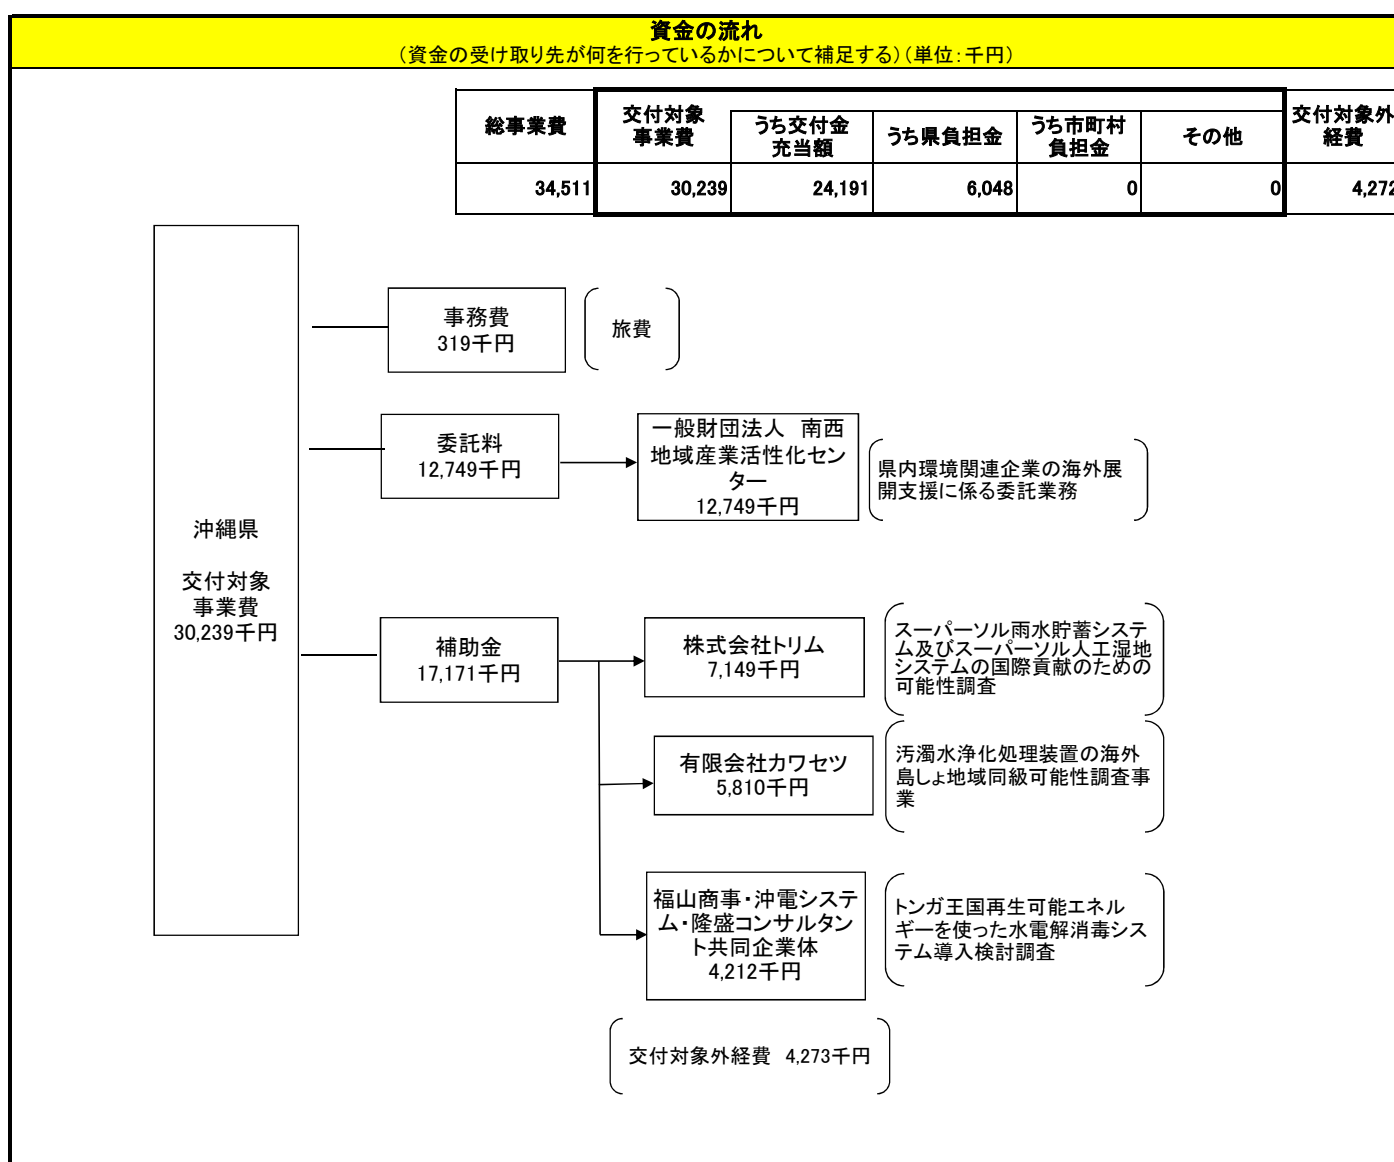 資金の流れ
（資金の受け取り先が何を行っているかについて補足する）（単位：千円）
総事業費
交付対象
事業費
うち交付金
充当額
うち県負担金
うち市町村
負担金
その他
交付対象外
経費
34,511
30,239
24,191
6,048
0
0
4,272
事務費
319千円
旅費
委託料
12,749千円
一般財団法人　南西
地域産業活性化セン
ター
12,749千円
県内環境関連企業の海外展
開支援に係る委託業務
沖縄県
交付対象
事業費
30,239千円
補助金
17,171千円
株式会社トリム
7,149千円
スーパーソル雨水貯蓄システ
ム及びスーパーソル人工湿地
システムの国際貢献のための
可能性調査
有限会社カワセツ
5,810千円
汚濁水浄化処理装置の海外
島しょ地域同級可能性調査事
業
福山商事・沖電システ
ム・隆盛コンサルタン
ト共同企業体
4,212千円
トンガ王国再生可能エネル
ギーを使った水電解消毒シス
テム導入検討調査
交付対象外経費　4,273千円